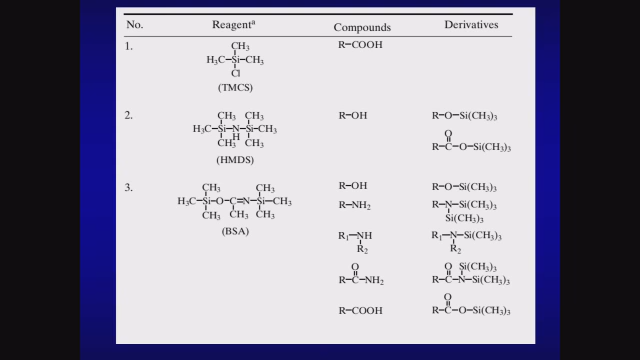 No. Reagentᵃ Compounds Derivatives
1. CH₃ R–COOH
H₃C–Si–CH₃
Cl
(TMCS)
2. CH₃ CH₃ R–OH R–O–Si(CH₃)₃
H₃C–Si–N–Si–CH₃
H
CH₃ CH₃
O
R–C–O–Si(CH₃)₃
(HMDS)
3. CH₃ CH₃ R–OH R–O–Si(CH₃)₃
H₃C–Si–O–C=N–Si–CH₃ R–NH₂ R–N–Si(CH₃)₃
CH₃ CH₃ CH₃ Si(CH₃)₃
(BSA)
R₁–NH R₁–N–Si(CH₃)₃
R₂ R₂
O O Si(CH₃)₃
R–C–NH₂ R–C–N–Si(CH₃)₃
O
R–COOH R–C–O–Si(CH₃)₃